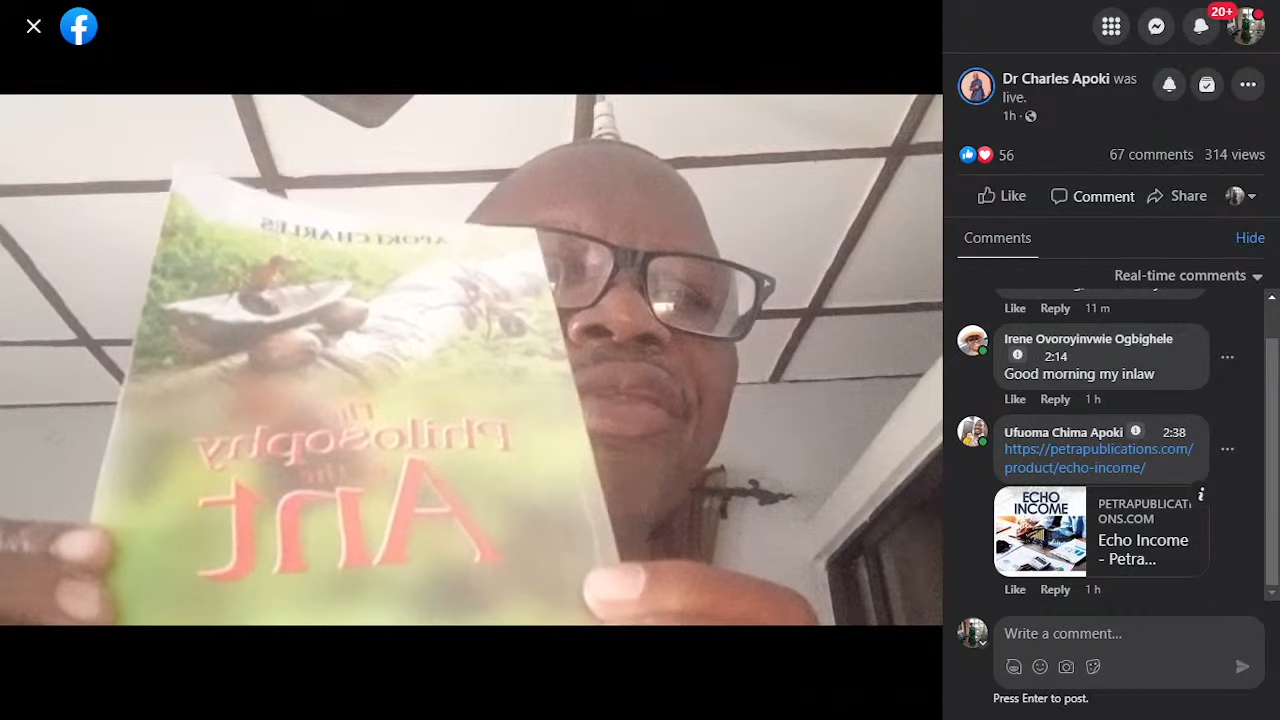 APOKI CHARLES
The
Philosophy
of the
Ant
20+
Dr Charles Apoki was
live.
1h
56
67 comments
314 views
Like
Comment
Share
Comments
Hide
Real-time comments
Like
Reply
11 m
Irene Ovoroyinvwie Ogbighele
2:14
Good morning my inlaw
Like
Reply
1 h
Ufuoma Chima Apoki
2:38
https://petrapublications.com/
product/echo-income/
ECHO
INCOME
PETRAPUBLICATI
ONS.COM
Echo Income
- Petra...
Like
Reply
1 h
Write a comment...
Press Enter to post.